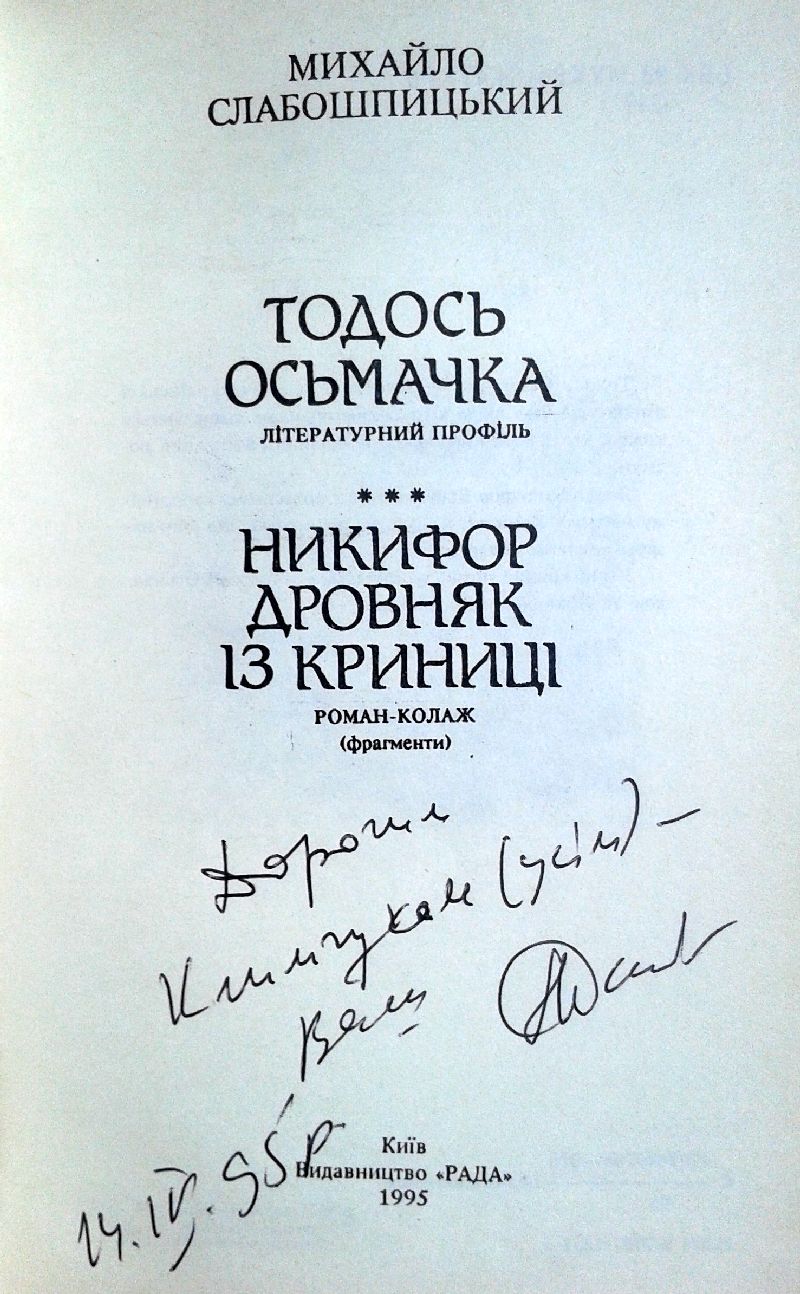 МИХАЙЛО
СЛАБОШПИЦЬКИЙ
ТОДОСЬ
ОСЬМАЧКА
ЛІТЕРАТУРНИЙ ПРОФІЛЬ
***
НИКИФОР
ДРОВНЯК
ІЗ КРИНИЦІ
РОМАН-КОЛАЖ
(фрагменти)
Дорогим
Климчукам (усім) –
Ваш
14.IV.95р
Київ
Видавництво «РАДА»
1995